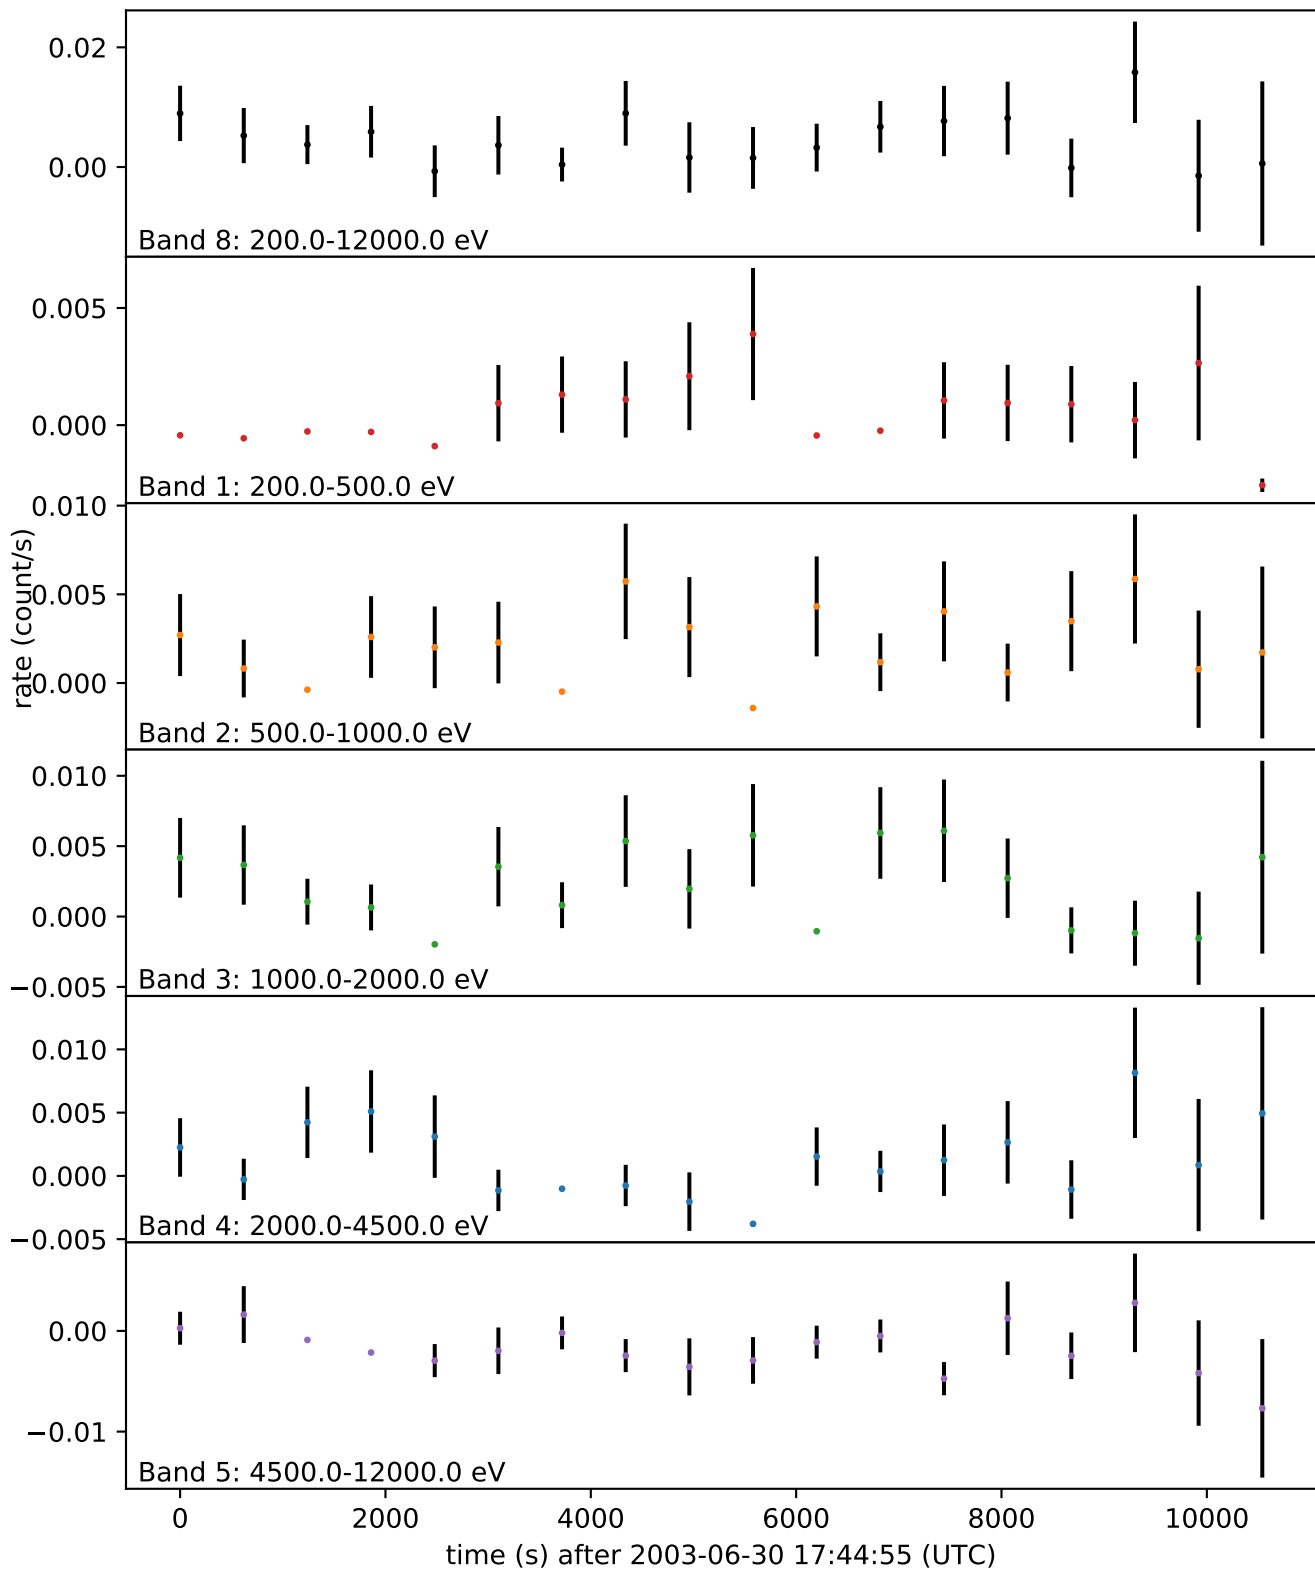 0.02
0.00
Band 8: 200.0-12000.0 eV
0.005
0.000
Band 1: 200.0-500.0 eV
0.010
0.005
0.000
rate (count/s)
Band 2: 500.0-1000.0 eV
0.010
0.005
0.000
−0.005
Band 3: 1000.0-2000.0 eV
0.010
0.005
0.000
−0.005
Band 4: 2000.0-4500.0 eV
0.00
−0.01
Band 5: 4500.0-12000.0 eV
0 2000 4000 6000 8000 10000
time (s) after 2003-06-30 17:44:55 (UTC)